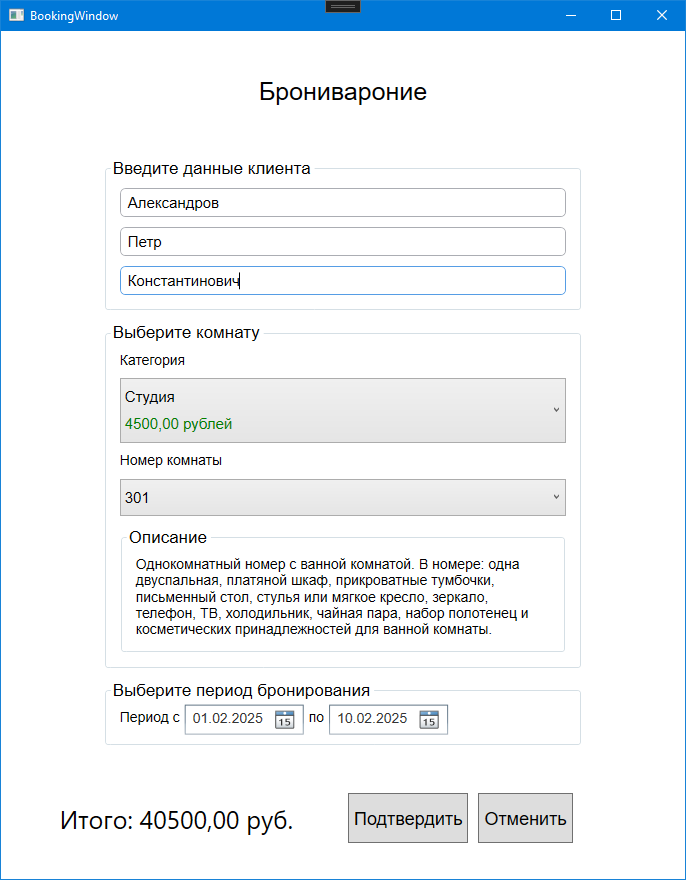 BookingWindow
Брониварониe
Введите данные клиента
Александров
Петр
Константинович
Выберите комнату
Категория
Студия
4500,00 рублей
Номер комнаты
301
Описание
Однокомнатный номер с ванной комнатой. В номере: одна
двуспальная, платяной шкаф, прикроватные тумбочки,
письменный стол, стулья или мягкое кресло, зеркало,
телефон, ТВ, холодильник, чайная пара, набор полотенец и
косметических принадлежностей для ванной комнаты.
Выберите период бронирования
Период с 01.02.2025 15 по 10.02.2025 15
Итого: 40500,00 руб. Подтвердить Отменить